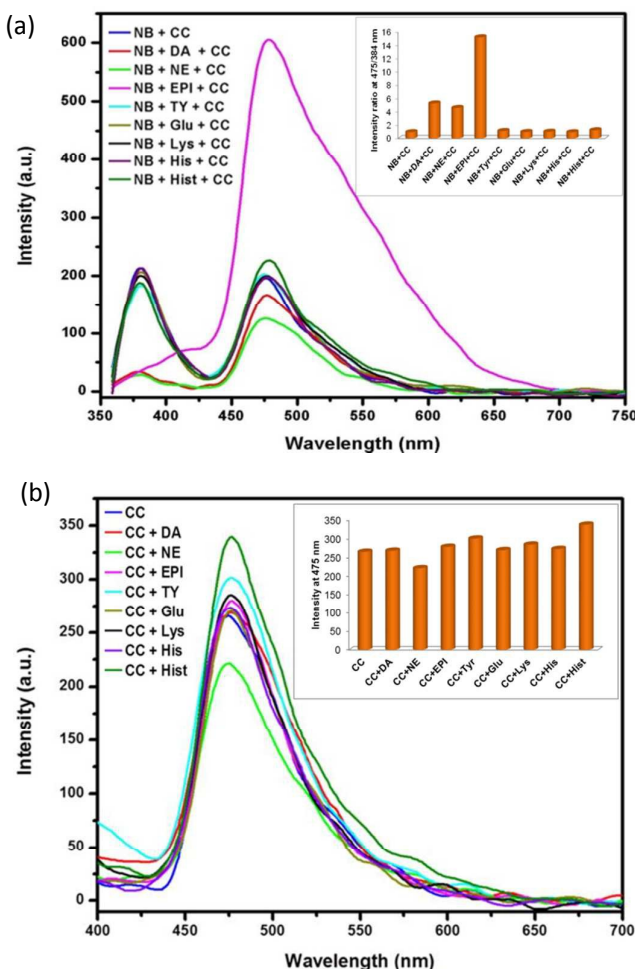 (a)
NB + CC
NB + DA + CC
NB + NE + CC
NB + EPI + CC
NB + TY + CC
NB + Glu + CC
NB + Lys + CC
NB + His + CC
NB + Hist + CC
Intensity (a.u.)
600
500
400
300
200
100
0
350 400 450 500 550 600 650 700 750
Wavelength (nm)
Intensity ratio at 475/384 nm
16
14
12
10
8
6
4
2
0
NB+CC
NB+DA+CC
NB+NE+CC
NB+EPI+CC
NB+Tyr+CC
NB+Glu+CC
NB+Lys+CC
NB+His+CC
NB+Hist+CC
(b)
CC
CC + DA
CC + NE
CC + EPI
CC + TY
CC + Glu
CC + Lys
CC + His
CC + Hist
Intensity (a.u.)
350
300
250
200
150
100
50
0
400 450 500 550 600 650 700
Wavelength (nm)
Intesnity at 475 nm
350
300
250
200
150
100
50
0
CC
CC+DA
CC+NE
CC+EPI
CC+Tyr
CC+Glu
CC+Lys
CC+His
CC+Hist